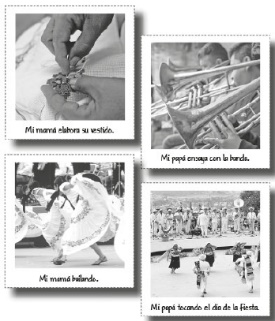 Mi mamá elabora su vestido.
Mi papá ensaya con la banda.
Mi mamá bailando.
Mi papá tocando el día de la fiesta.